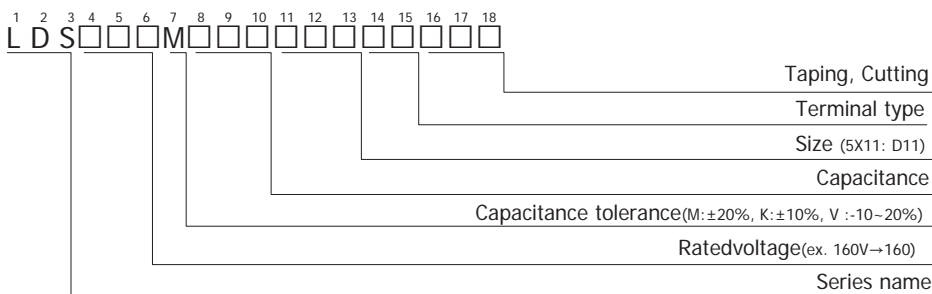 1 2 3 4 5 6 7 8 9 10 11 12 13 14 15 16 17 18
L D S□□□M□□□□□□□□□□□
Taping, Cutting
Terminal type
Size (5X11: D11)
Capacitance
Capacitance tolerance(M:±20%, K:±10%, V :-10~20%)
Ratedvoltage(ex. 160V→160)
Series name